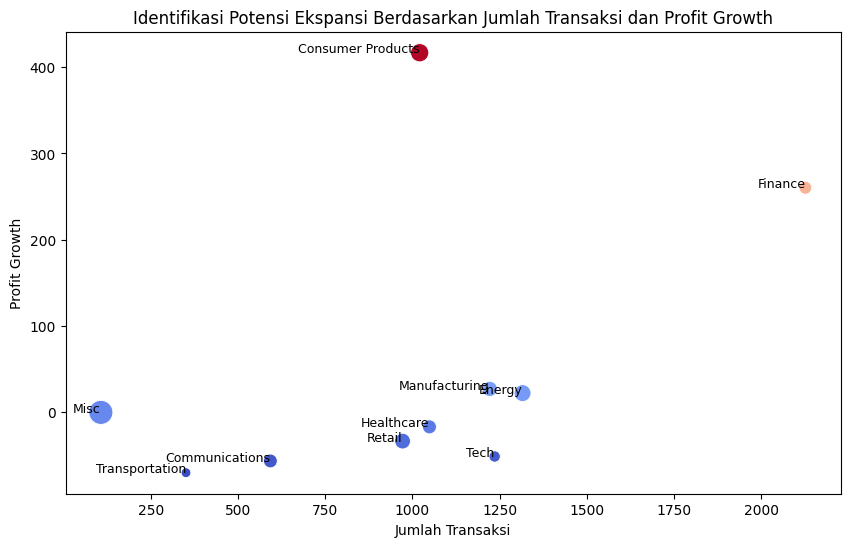 Identifikasi Potensi Ekspansi Berdasarkan Jumlah Transaksi dan Profit Growth
Consumer Products
Finance
Manufacturing
Energy
Misc
Healthcare
Retail
Tech
Communications
Transportation
Profit Growth
400
300
200
100
0
250 500 750 1000 1250 1500 1750 2000
Jumlah Transaksi